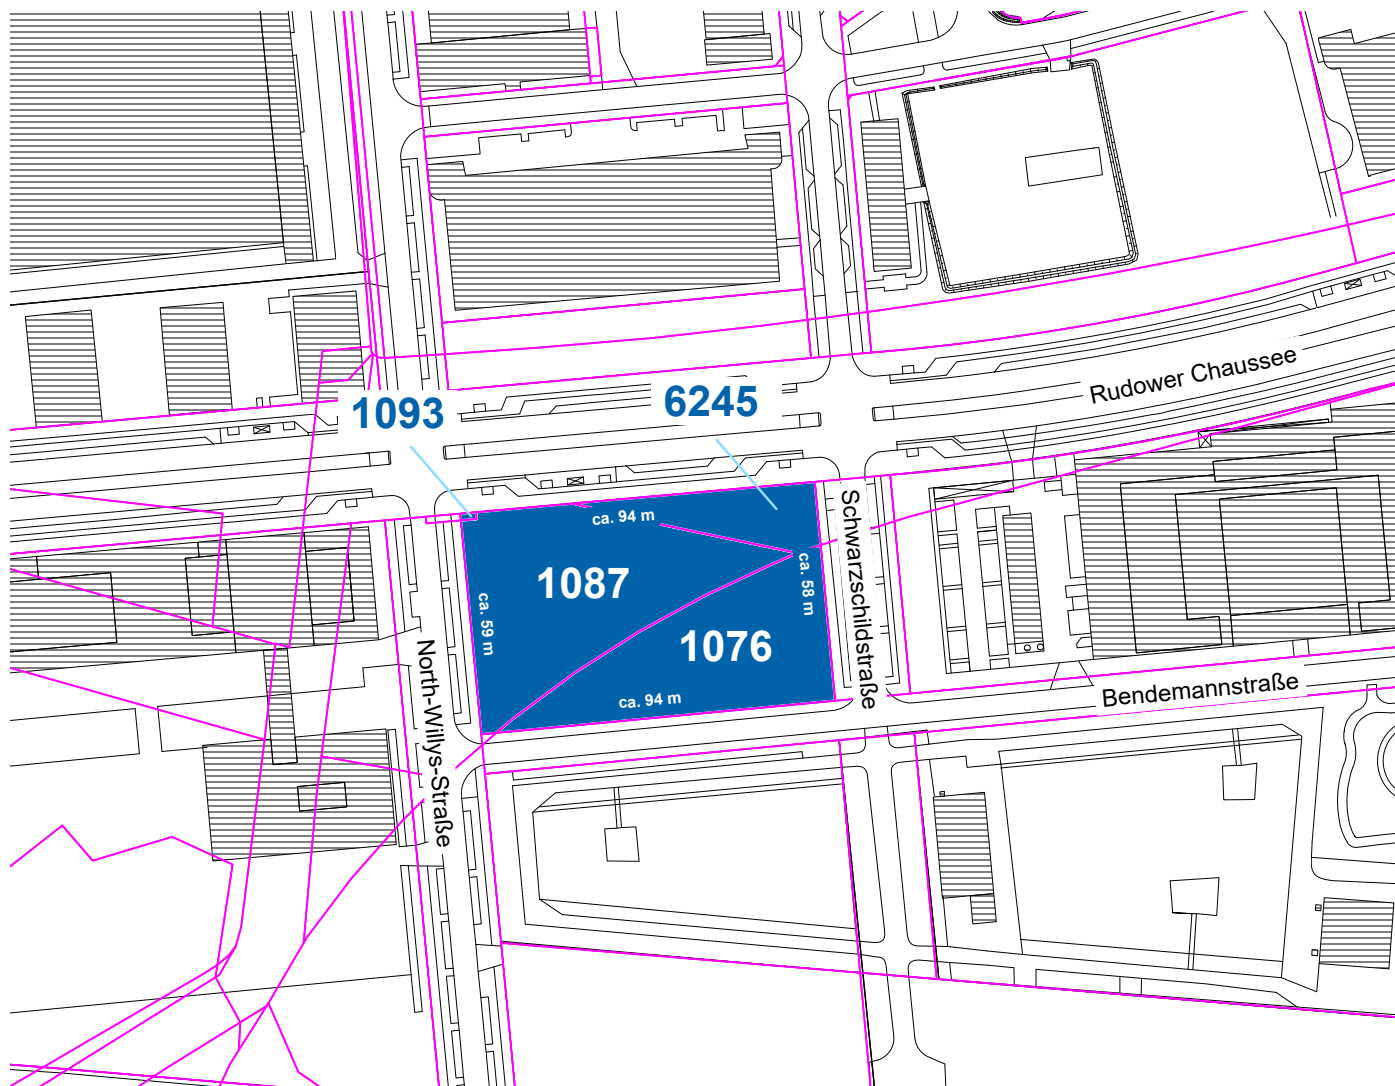 Rudower Chaussee
1093
6245
ca. 94 m
Schwarzschildstraße
1087
ca. 58 m
ca. 59 m
1076
North-Willys-Straße
ca. 94 m
Bendemannstraße